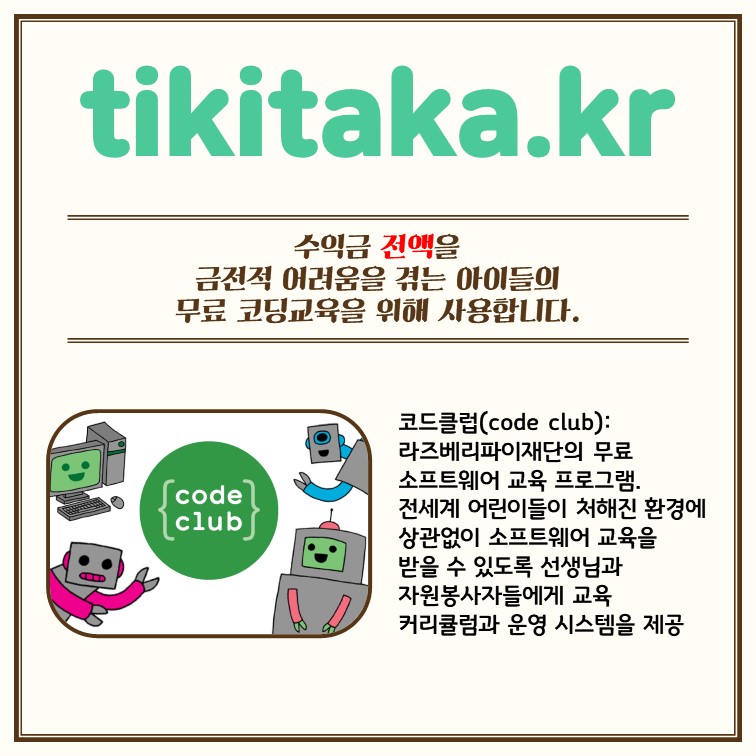 tikitaka.kr
수익금 전액을
금전적 어려움을 겪는 아이들의
무료 코딩교육을 위해 사용합니다.
{code
club}
코드클럽(code club):
라즈베리파이재단의 무료
소프트웨어 교육 프로그램.
전세계 어린이들이 처해진 환경에
상관없이 소프트웨어 교육을
받을 수 있도록 선생님과
자원봉사자들에게 교육
커리큘럼과 운영 시스템을 제공